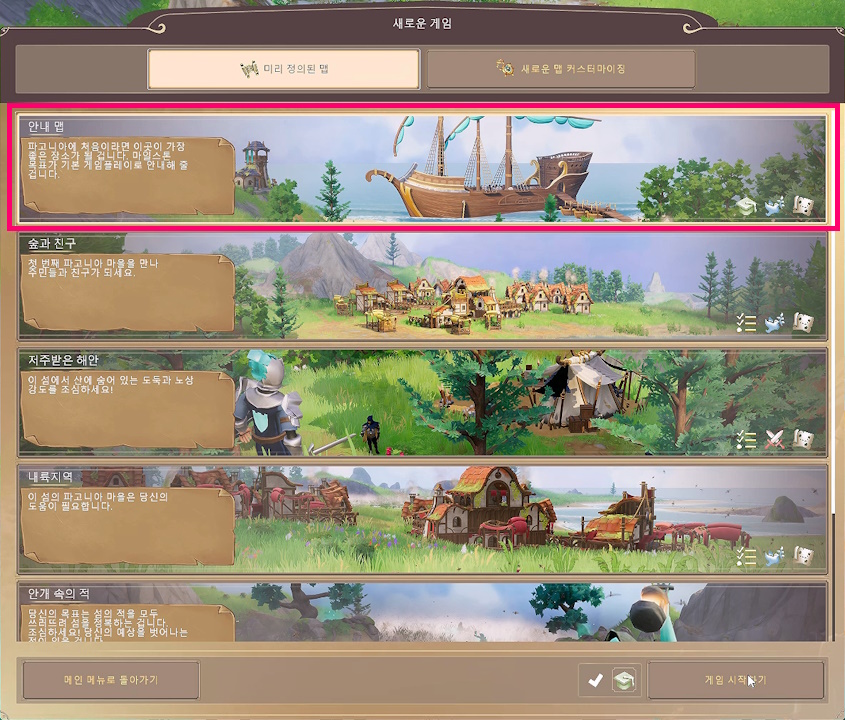 새로운 게임
미리 정의된 맵
새로운 맵 커스터마이징
안내 맵
파고니아에 처음이라면 이곳이 가장
좋은 장소가 될 겁니다. 마일스톤
목표가 기본 게임플레이로 안내해 줄
겁니다.
숲과 친구
첫 번째 파고니아 마을을 만나
주민들과 친구가 되세요.
저주받은 해안
이 섬에서 산에 숨어 있는 도둑과 노상
강도를 조심하세요!
내륙지역
이 섬의 파고니아 마을은 당신의
도움이 필요합니다.
안개 속의 적
당신의 목표는 섬의 적을 모두
쓰러뜨려 섬을 정복하는 겁니다.
조심하세요! 당신의 예상을 벗어나는
적이 있을 겁니다.
메인 메뉴로 돌아가기
게임 시작하기